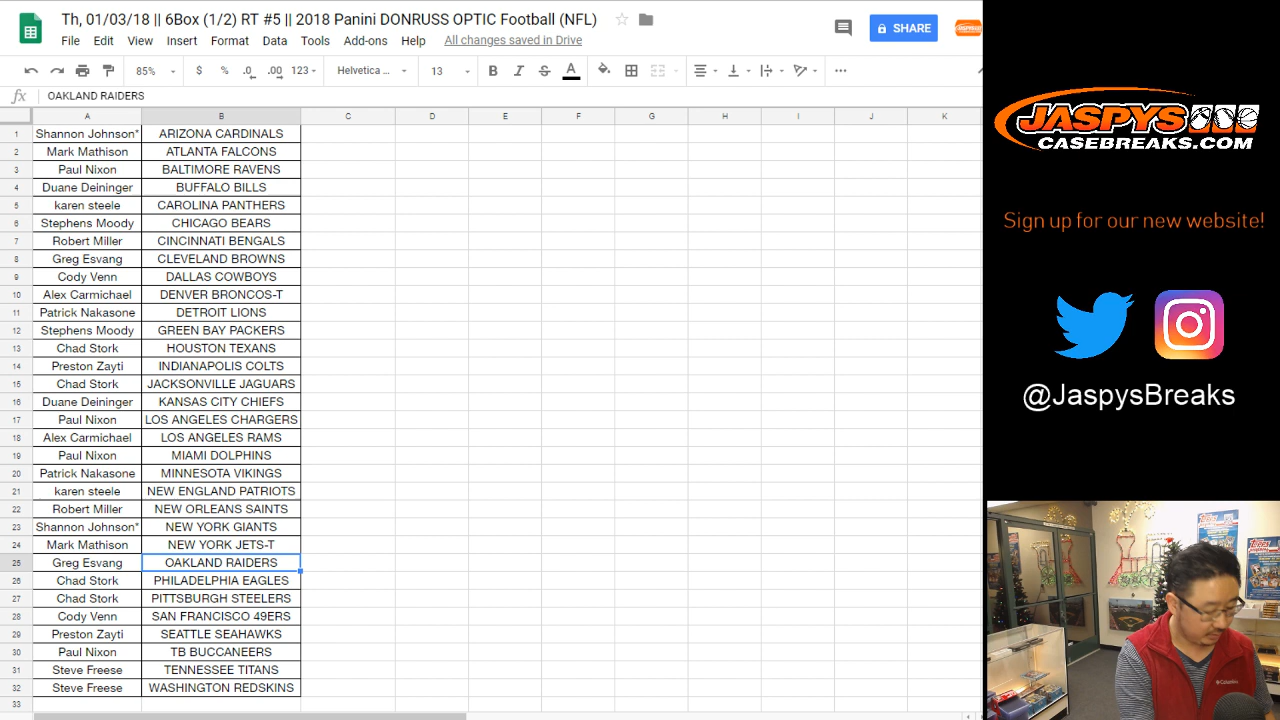 Th, 01/03/18 || 6Box (1/2) RT #5 || 2018 Panini DONRUSS OPTIC Football (NFL)
File Edit View Insert Format Data Tools Add-ons Help All changes saved in Drive
SHARE
85% $ % .0 .00 123 Helvetica ... 13 B I S A
fx OAKLAND RAIDERS
A B C D E F G H I J K
1 Shannon Johnson* ARIZONA CARDINALS
2 Mark Mathison ATLANTA FALCONS
3 Paul Nixon BALTIMORE RAVENS
4 Duane Deininger BUFFALO BILLS
5 karen steele CAROLINA PANTHERS
6 Stephens Moody CHICAGO BEARS
7 Robert Miller CINCINNATI BENGALS
8 Greg Esvang CLEVELAND BROWNS
9 Cody Venn DALLAS COWBOYS
10 Alex Carmichael DENVER BRONCOS-T
11 Patrick Nakasone DETROIT LIONS
12 Stephens Moody GREEN BAY PACKERS
13 Chad Stork HOUSTON TEXANS
14 Preston Zayti INDIANAPOLIS COLTS
15 Chad Stork JACKSONVILLE JAGUARS
16 Duane Deininger KANSAS CITY CHIEFS
17 Paul Nixon LOS ANGELES CHARGERS
18 Alex Carmichael LOS ANGELES RAMS
19 Paul Nixon MIAMI DOLPHINS
20 Patrick Nakasone MINNESOTA VIKINGS
21 karen steele NEW ENGLAND PATRIOTS
22 Robert Miller NEW ORLEANS SAINTS
23 Shannon Johnson* NEW YORK GIANTS
24 Mark Mathison NEW YORK JETS-T
25 Greg Esvang OAKLAND RAIDERS
26 Chad Stork PHILADELPHIA EAGLES
27 Chad Stork PITTSBURGH STEELERS
28 Cody Venn SAN FRANCISCO 49ERS
29 Preston Zayti SEATTLE SEAHAWKS
30 Paul Nixon TB BUCCANEERS
31 Steve Freese TENNESSEE TITANS
32 Steve Freese WASHINGTON REDSKINS
33
JASPYS
CASEBREAKS.COM
Sign up for our new website!
@JaspysBreaks
Topps
Topps
Columbia